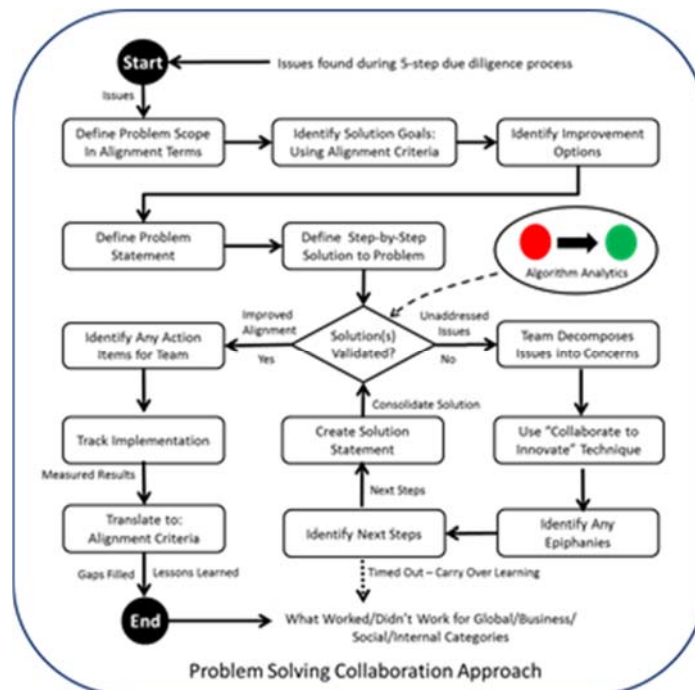 Start
Issues found during 5-step due diligence process
Issues
Define Problem Scope
In Alignment Terms
Identify Solution Goals:
Using Alignment Criteria
Identify Improvement
Options
Define Problem
Statement
Define Step-by-Step
Solution to Problem
Algorithm Analytics
Improved
Alignment
Yes
Solution(s)
Validated?
Unaddressed
Issues
No
Identify Any Action
Items for Team
Team Decomposes
Issues into Concerns
Consolidate Solution
Track Implementation
Create Solution
Statement
Use "Collaborate to
Innovate" Technique
Measured Results
Next Steps
Translate to:
Alignment Criteria
Identify Next Steps
Identify Any
Epiphanies
Gaps Filled
Lessons Learned
Timed Out – Carry Over Learning
End
What Worked/Didn't Work for Global/Business/
Social/Internal Categories
Problem Solving Collaboration Approach